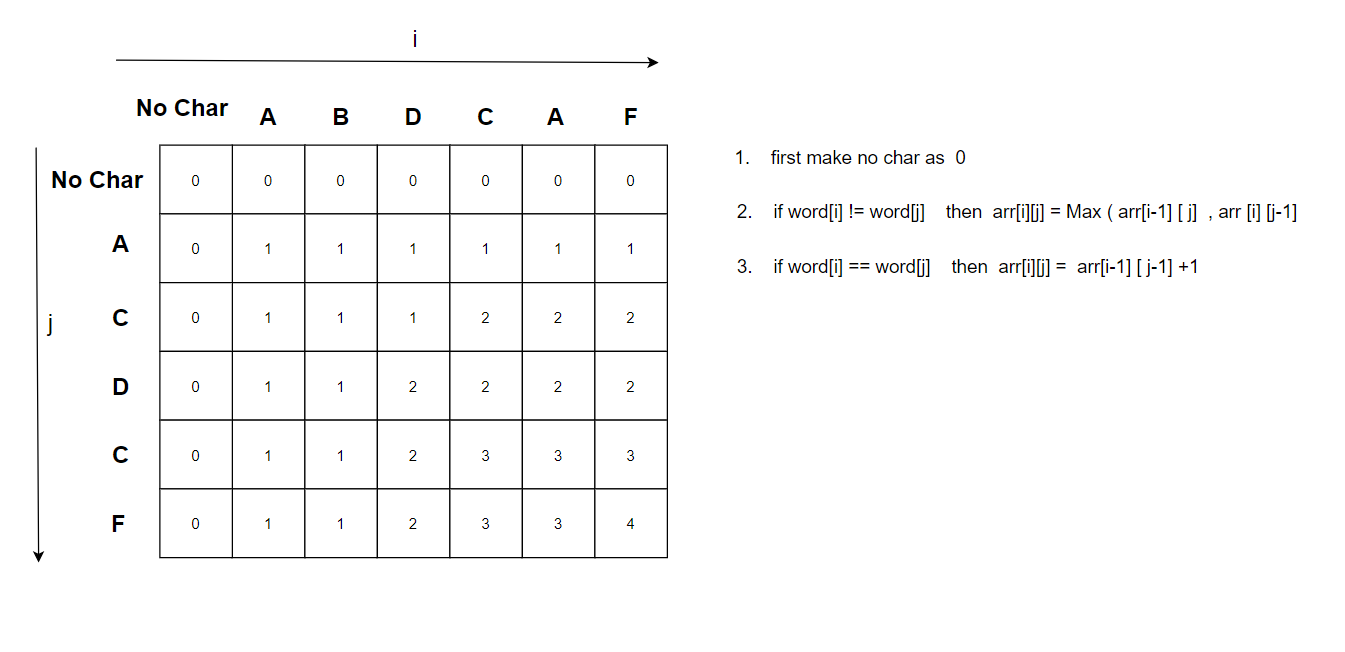 i
No Char A B D C A F
No Char 0 0 0 0 0 0 0
A 0 1 1 1 1 1 1
j
C 0 1 1 1 2 2 2
D 0 1 1 2 2 2 2
C 0 1 1 2 3 3 3
F 0 1 1 2 3 3 4
1. first make no char as 0
2. if word[i] != word[j] then arr[i][j] = Max ( arr[i-1] [ j] , arr [i] [j-1]
3. if word[i] == word[j] then arr[i][j] = arr[i-1] [ j-1] +1